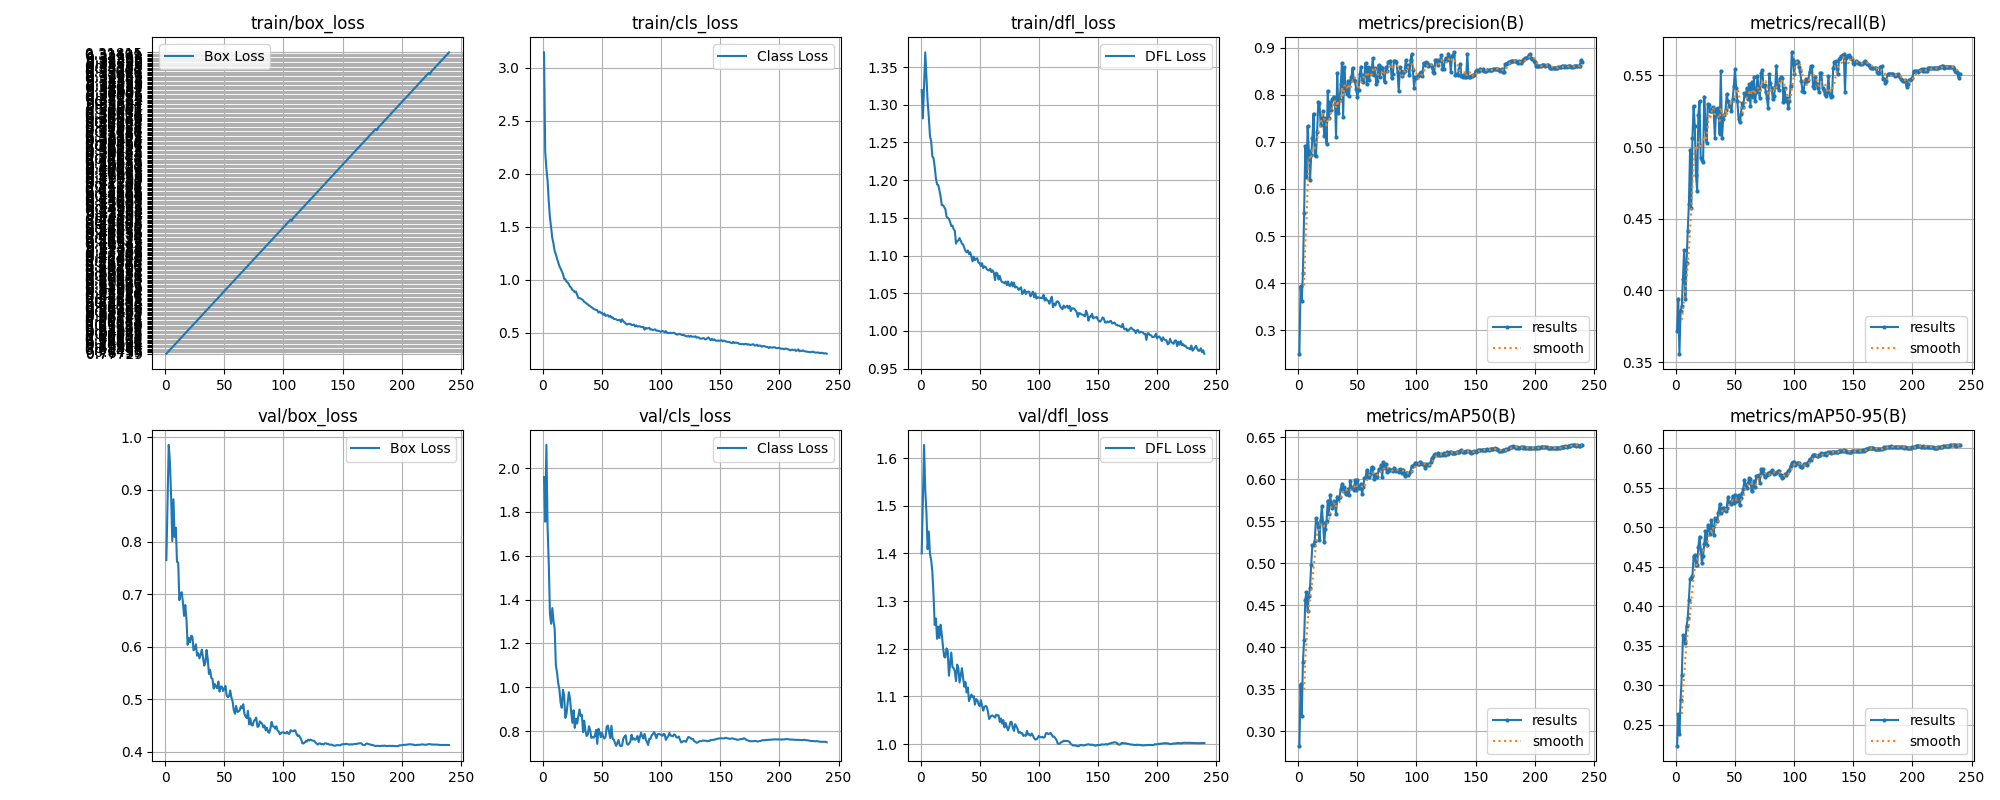 train/box_loss
Box Loss
0 50 100 150 200 250
train/cls_loss
Class Loss
3.0
2.5
2.0
1.5
1.0
0.5
0 50 100 150 200 250
train/dfl_loss
DFL Loss
1.35
1.30
1.25
1.20
1.15
1.10
1.05
1.00
0.95
0 50 100 150 200 250
metrics/precision(B)
0.9
0.8
0.7
0.6
0.5
0.4
0.3
results
smooth
0 50 100 150 200 250
metrics/recall(B)
0.55
0.50
0.45
0.40
0.35
results
smooth
0 50 100 150 200 250
val/box_loss
Box Loss
1.0
0.9
0.8
0.7
0.6
0.5
0.4
0 50 100 150 200 250
val/cls_loss
Class Loss
2.0
1.8
1.6
1.4
1.2
1.0
0.8
0 50 100 150 200 250
val/dfl_loss
DFL Loss
1.6
1.5
1.4
1.3
1.2
1.1
1.0
0 50 100 150 200 250
metrics/mAP50(B)
0.65
0.60
0.55
0.50
0.45
0.40
0.35
0.30
results
smooth
0 50 100 150 200 250
metrics/mAP50-95(B)
0.60
0.55
0.50
0.45
0.40
0.35
0.30
0.25
results
smooth
0 50 100 150 200 250